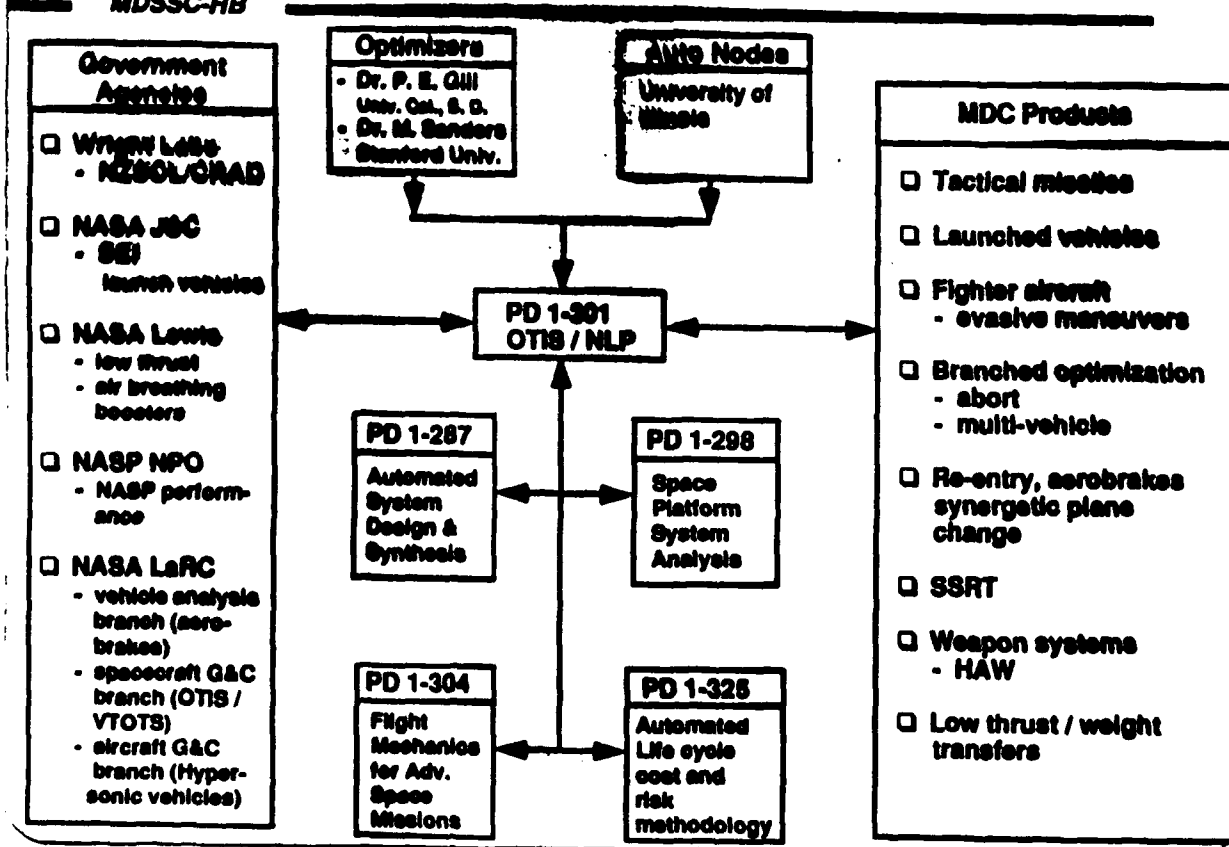 MDSSC-HB
Government
Agencies
❑ Wright Labs
- NZSOL/CRAD
❑ NASA JSC
- SEI
launch vehicles
❑ NASA Lewis
- low thrust
- air breathing
boosters
❑ NASP NPO
- NASP perform-
ance
❑ NASA LaRC
- vehicle analysis
branch (aero-
brakes)
- spacecraft G&C
branch (OTIS /
VTOTS)
- aircraft G&C
branch (Hyper-
sonic vehicles)
Optimizers
• Dr. P. E. Gill
Univ. Cal., S. D.
• Dr. M. Sanders
Stanford Univ.
Auto Nodes
University of
Illinois
PD 1-301
OTIS / NLP
PD 1-287
Automated
System
Design &
Synthesis
PD 1-298
Space
Platform
System
Analysis
PD 1-304
Flight
Mechanics
for Adv.
Space
Missions
PD 1-325
Automated
Life cycle
cost and
risk
methodology
MDC Products
❑ Tactical missiles
❑ Launched vehicles
❑ Fighter aircraft
- evasive maneuvers
❑ Branched optimization
- abort
- multi-vehicle
❑ Re-entry, aerobrakes
synergetic plane
change
❑ SSRT
❑ Weapon systems
- HAW
❑ Low thrust / weight
transfers